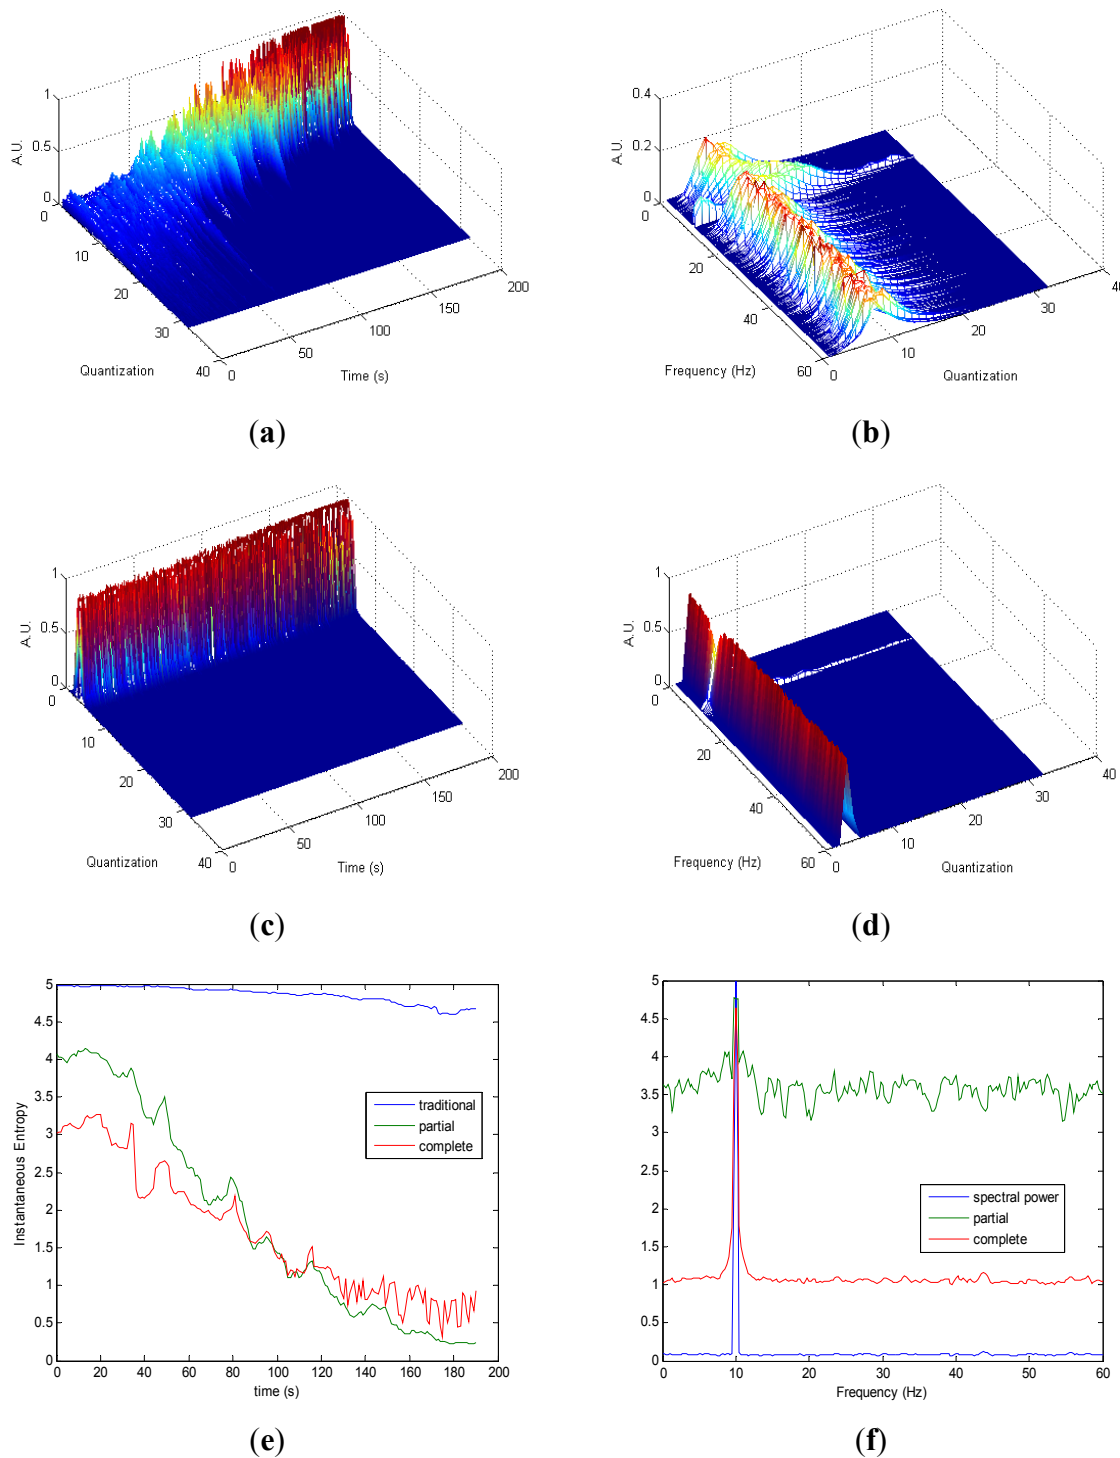 1
0.5
0
A.U.
0
10
20
30
40
Quantization
0
50
100
150
200
Time (s)
(a)
0.4
0.2
0
A.U.
0
20
40
60
Frequency (Hz)
0
10
20
30
40
Quantization
(b)
1
0.5
0
A.U.
0
10
20
30
40
Quantization
0
50
100
150
200
Time (s)
(c)
1
0.5
0
A.U.
0
20
40
60
Frequency (Hz)
0
10
20
30
40
Quantization
(d)
5
4.5
4
3.5
3
2.5
2
1.5
1
0.5
0
Instantaneous Entropy
traditional
partial
complete
0 20 40 60 80 100 120 140 160 180 200
time (s)
(e)
5
4.5
4
3.5
3
2.5
2
1.5
1
0.5
0
spectral power
partial
complete
0 10 20 30 40 50 60
Frequency (Hz)
(f)